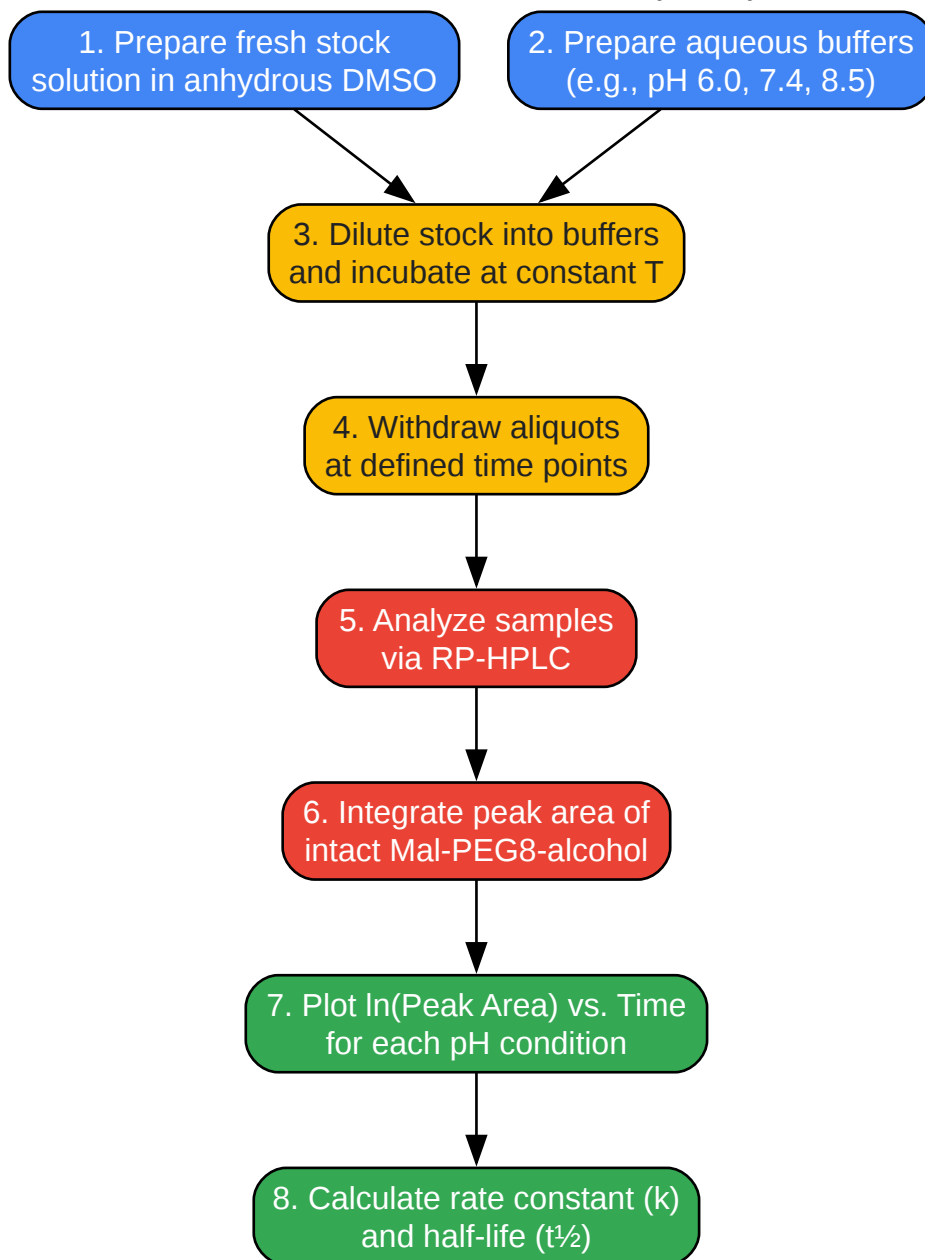 1. Prepare fresh stock
solution in anhydrous DMSO
2. Prepare aqueous buffers
(e.g., pH 6.0, 7.4, 8.5)
3. Dilute stock into buffers
and incubate at constant T
4. Withdraw aliquots
at defined time points
5. Analyze samples
via RP-HPLC
6. Integrate peak area of
intact Mal-PEG8-alcohol
7. Plot ln(Peak Area) vs. Time
for each pH condition
8. Calculate rate constant (k)
and half-life (t½)